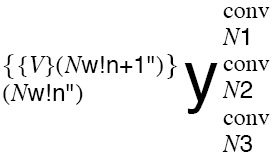 {{V}(Nw!n+1")}
(Nw!n")
y
conv
N1
conv
N2
conv
N3